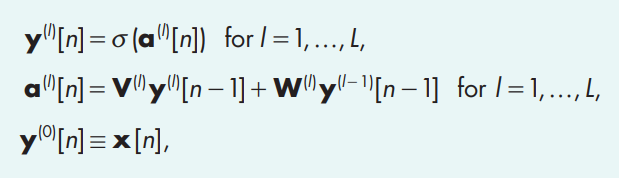 y⁽ˡ⁾[n] = σ(a⁽ˡ⁾[n]) for l = 1, ..., L,
a⁽ˡ⁾[n] = V⁽ˡ⁾y⁽ˡ⁾[n – 1] + W⁽ˡ⁾y⁽ˡ⁻¹⁾[n – 1] for l = 1, ..., L,
y⁽⁰⁾[n] ≡ x[n],